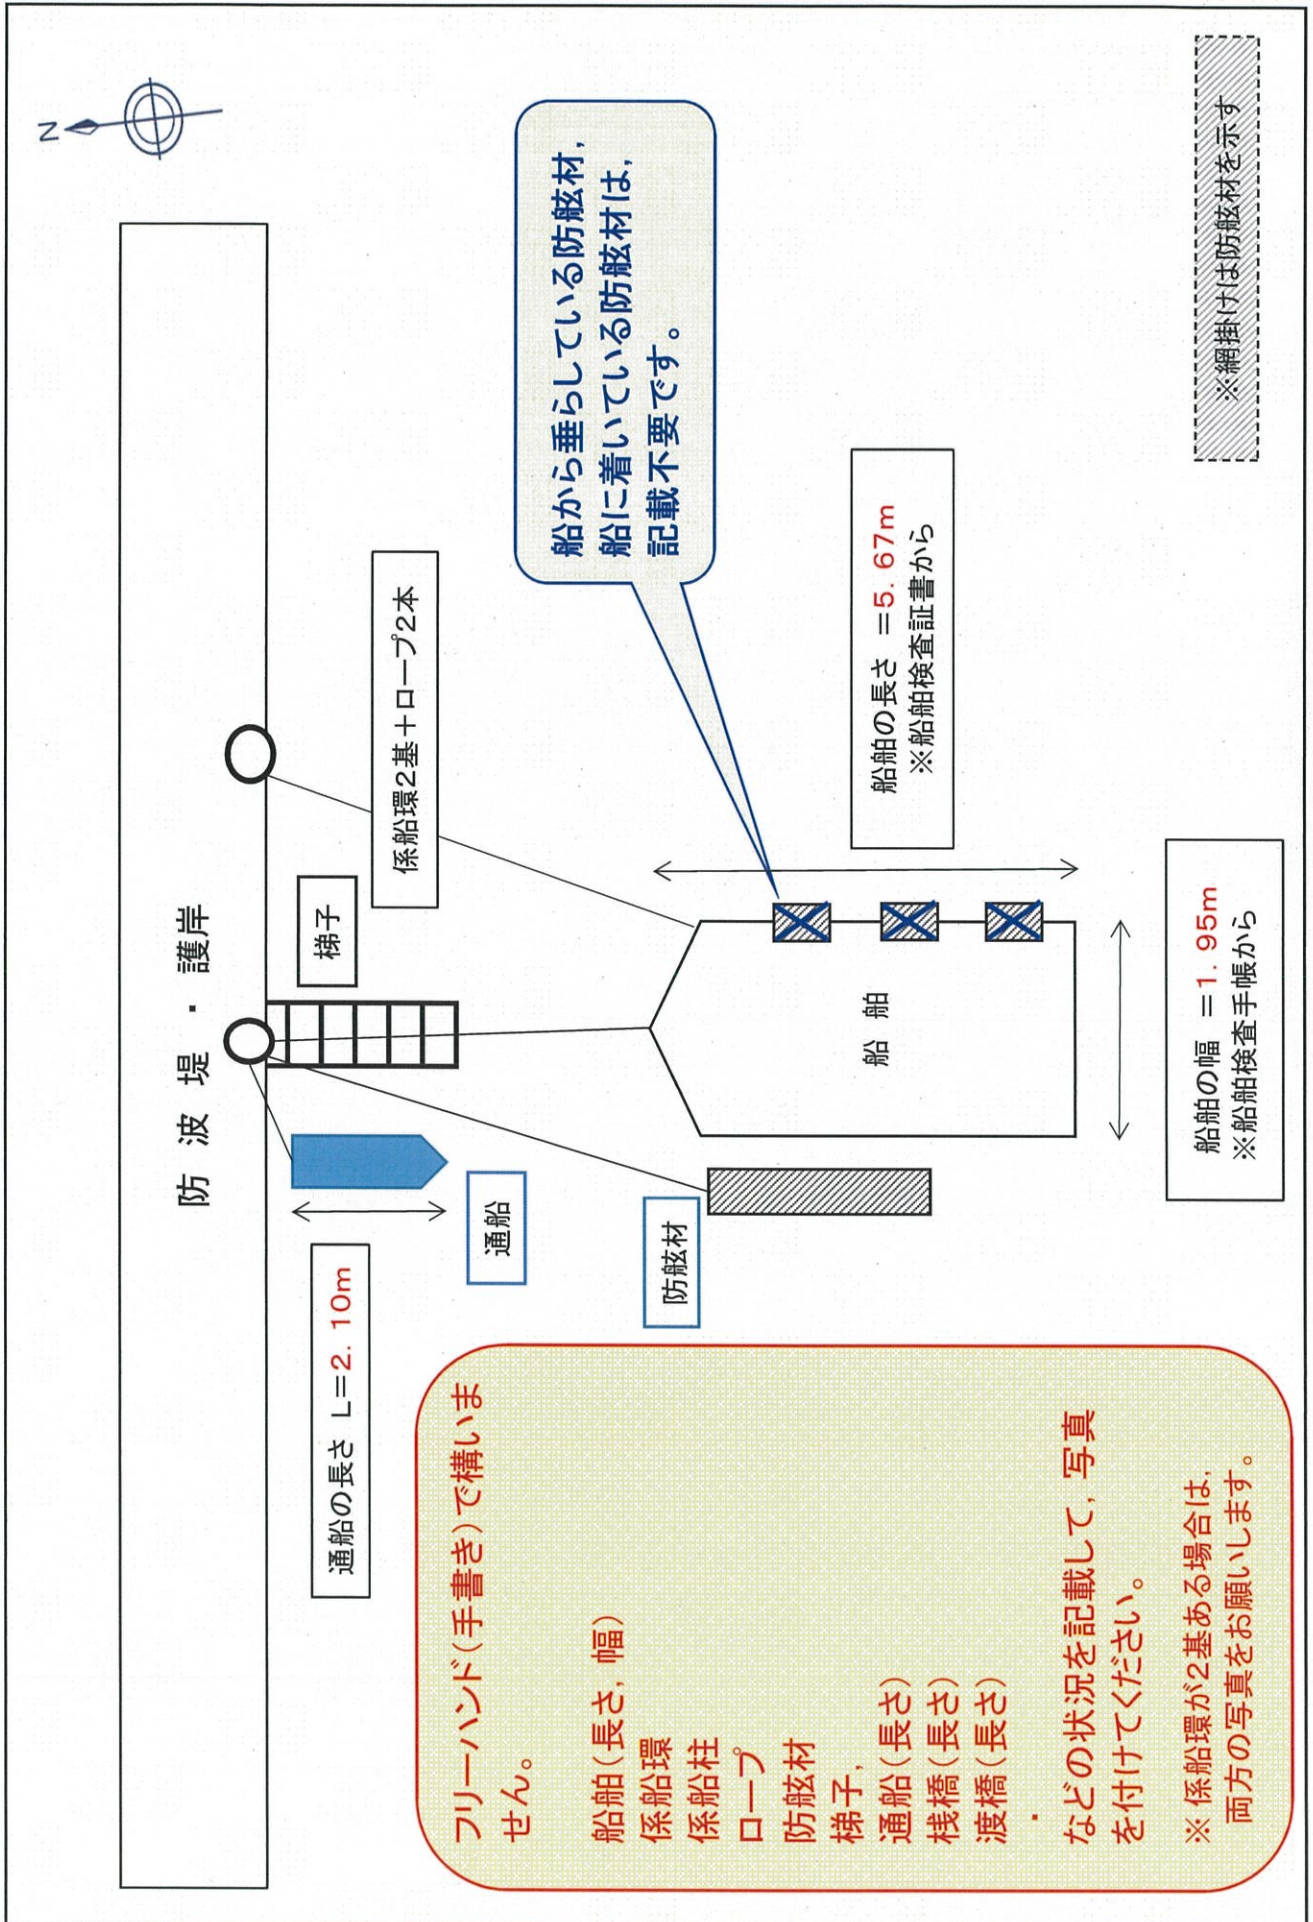 N
防 波 堤 ・ 護岸
梯子
係船環2基＋ロープ2本
通船の長さ L＝2. 10m
通船
防舷材
船 舶
船から垂らしている防舷材，
船に着いている防舷材は，
記載不要です。
船舶の長さ ＝5. 67m
※船舶検査証書から
船舶の幅 ＝1. 95m
※船舶検査手帳から
※網掛けは防舷材を示す
フリーハンド（手書き）で構いま
せん。
船舶（長さ，幅）
係船環
係船柱
ロープ
防舷材
梯子，
通船（長さ）
桟橋（長さ）
渡橋（長さ）
・
などの状況を記載して，写真
を付けてください。
※ 係船環が2基ある場合は，
両方の写真をお願いします。